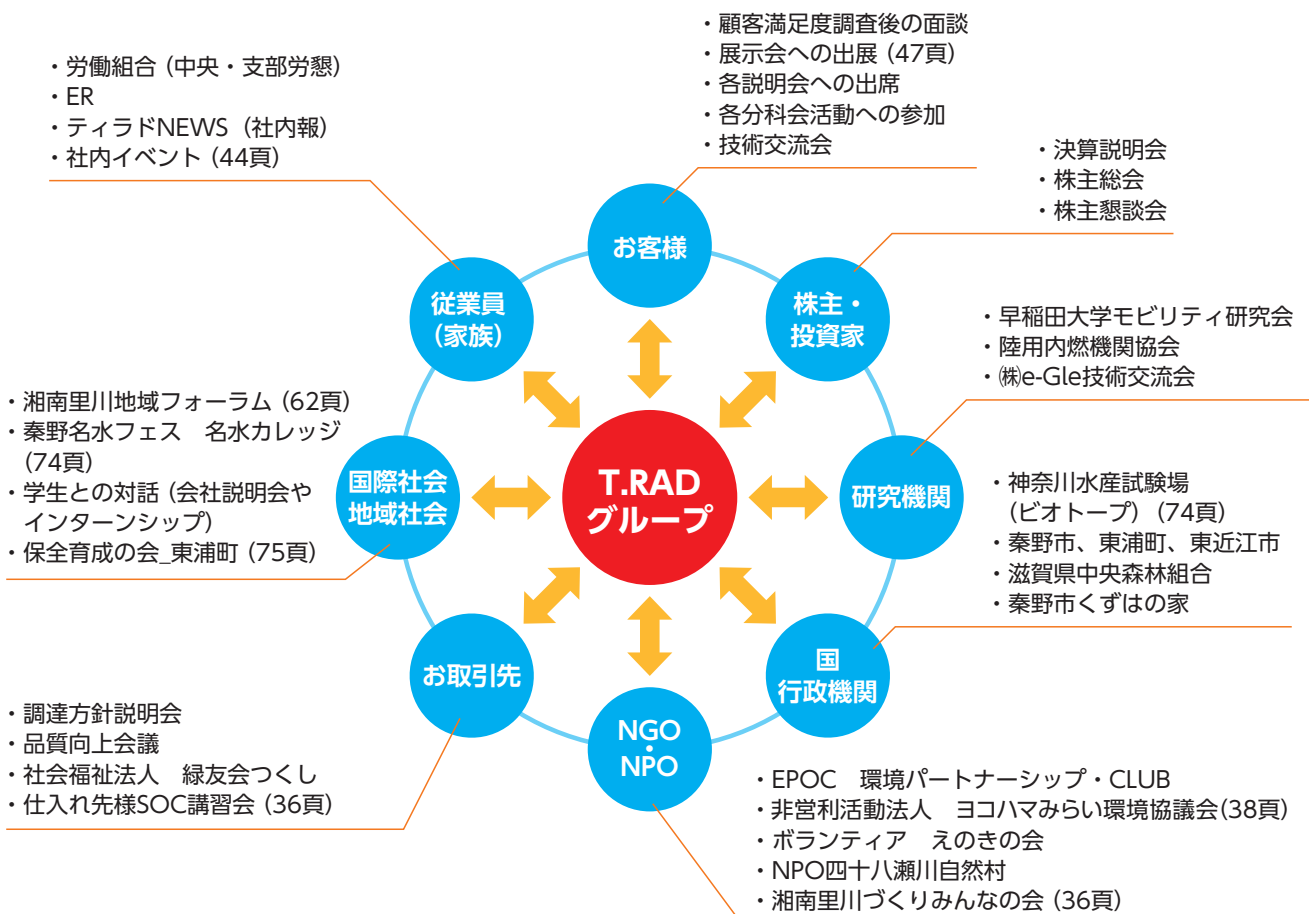 ・顧客満足度調査後の面談
・展示会への出展（47頁）
・各説明会への出席
・各分科会活動への参加
・技術交流会
・労働組合（中央・支部労懇）
・ER
・ティラドNEWS（社内報）
・社内イベント（44頁）
・決算説明会
・株主総会
・株主懇談会
お客様
従業員
（家族）
株主・
投資家
・早稲田大学モビリティ研究会
・陸用内燃機関協会
・㈱e-Gle技術交流会
・湘南里川地域フォーラム（62頁）
・秦野名水フェス　名水カレッジ
（74頁）
・学生との対話（会社説明会や
インターンシップ）
・保全育成の会_東浦町（75頁）
国際社会
地域社会
T.RAD
グループ
研究機関
・神奈川水産試験場
（ビオトープ）（74頁）
・秦野市、東浦町、東近江市
・滋賀県中央森林組合
・秦野市くずはの家
お取引先
国
行政機関
NGO
・
NPO
・調達方針説明会
・品質向上会議
・社会福祉法人　緑友会つくし
・仕入れ先様SOC講習会（36頁）
・EPOC　環境パートナーシップ・CLUB
・非営利活動法人　ヨコハマみらい環境協議会（38頁）
・ボランティア　えのきの会
・NPO四十八瀬川自然村
・湘南里川づくりみんなの会（36頁）